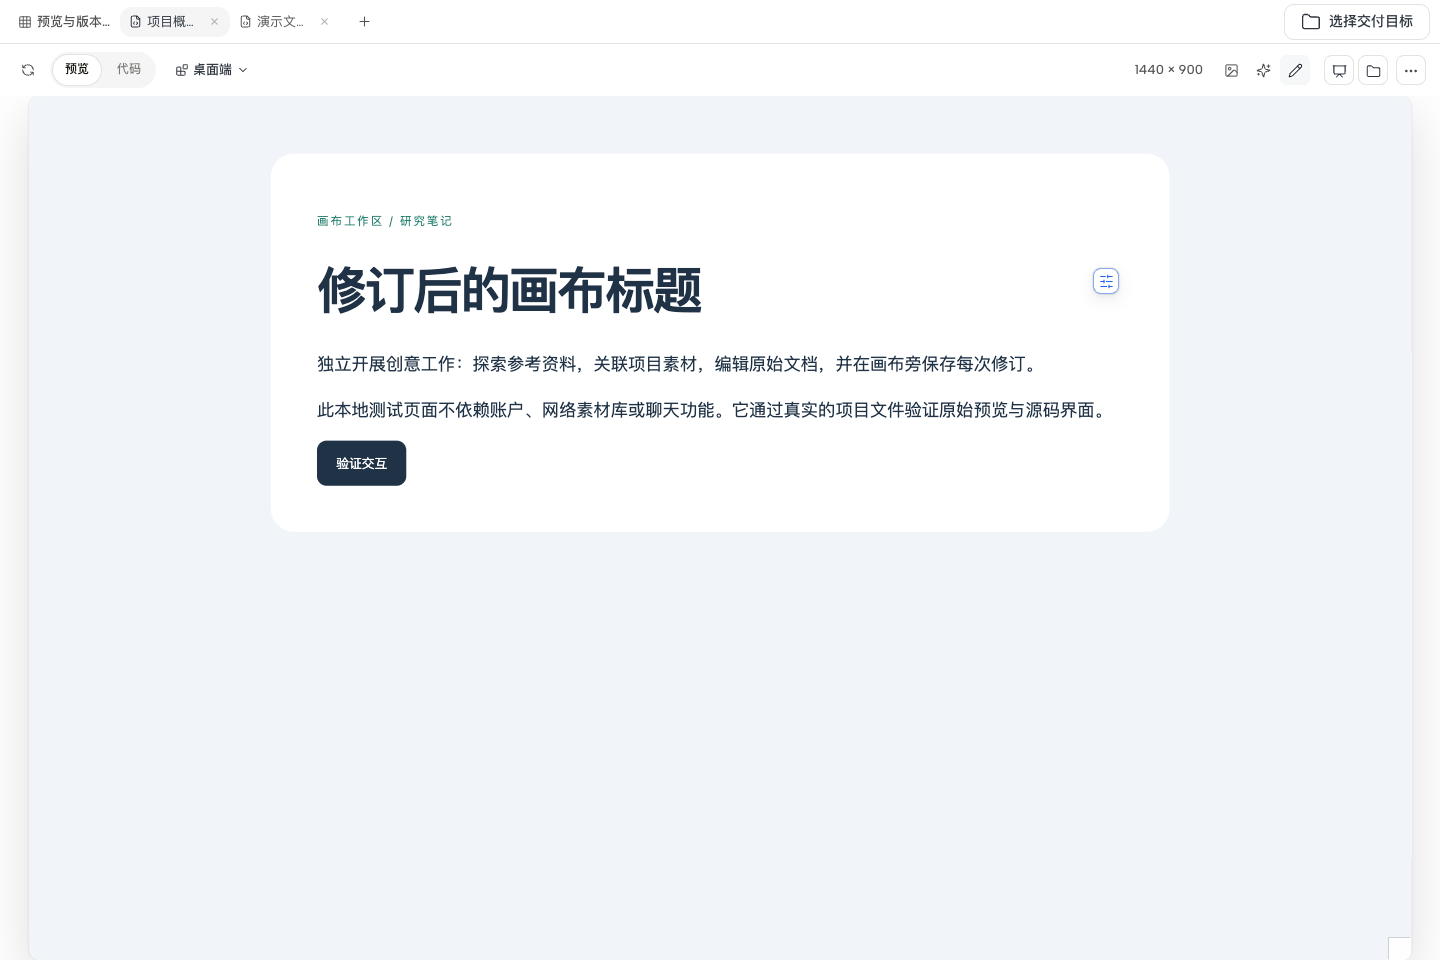 预览与版本...
项目概...
演示文...
选择交付目标
预览
代码
桌面端
1440 × 900
画布工作区 / 研究笔记
修订后的画布标题
独立开展创意工作：探索参考资料，关联项目素材，编辑原始文档，并在画布旁保存每次修订。
此本地测试页面不依赖账户、网络素材库或聊天功能。它通过真实的项目文件验证原始预览与源码界面。
验证交互